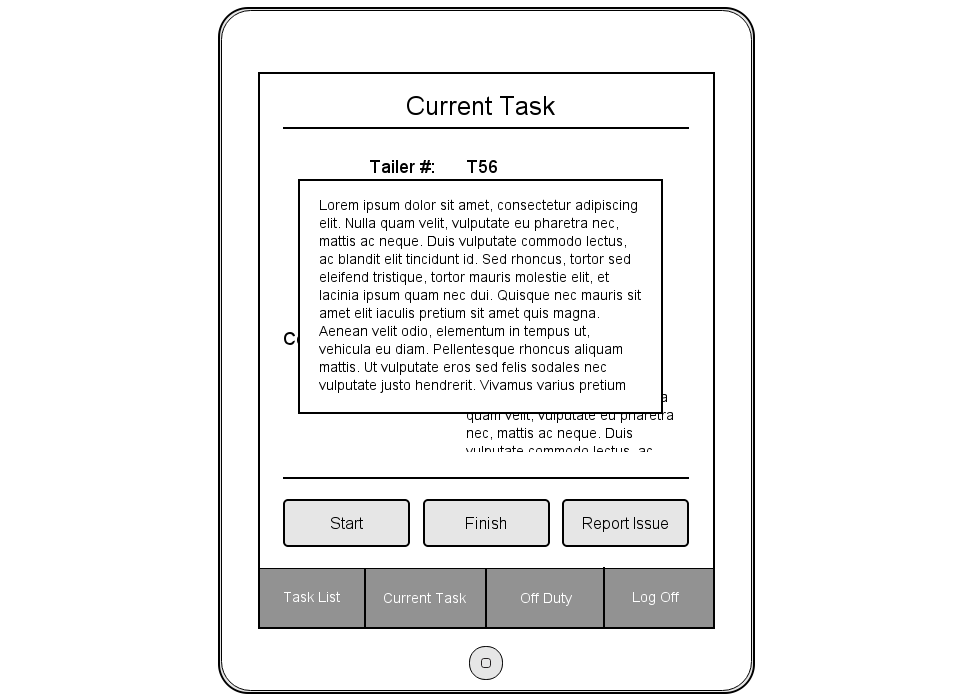 Current Task
Tailer #: T56
Lorem ipsum dolor sit amet, consectetur adipiscing
elit. Nulla quam velit, vulputate eu pharetra nec,
mattis ac neque. Duis vulputate commodo lectus,
ac blandit elit tincidunt id. Sed rhoncus, tortor sed
eleifend tristique, tortor mauris molestie elit, et
lacinia ipsum quam nec dui. Quisque nec mauris sit
amet elit iaculis pretium sit amet quis magna.
Aenean velit odio, elementum in tempus ut,
vehicula eu diam. Pellentesque rhoncus aliquam
mattis. Ut vulputate eros sed felis sodales nec
vulputate justo hendrerit. Vivamus varius pretium
quam velit, vulputate eu pharetra
nec, mattis ac neque. Duis
vulputate commodo lectus, ac
Start Finish Report Issue
Task List Current Task Off Duty Log Off